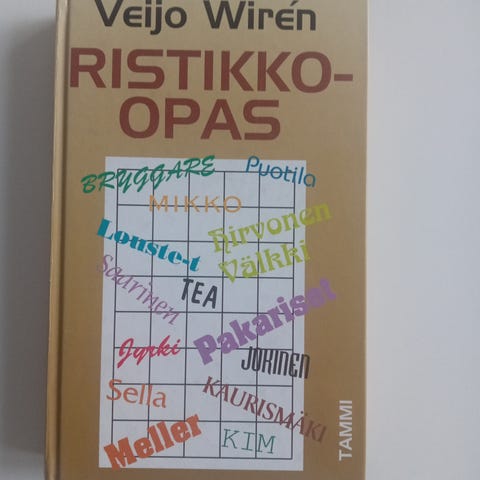 Veijo Wirén
RISTIKKO-
OPAS
BRYGGARE
Puotila
MIKKO
Hirvonen
Louste-t
Välkki
Saarinen
TEA
Pakariset
Jyrki
JOKINEN
Sella
KAURISMÄKI
Meller
KIM
TAMMI